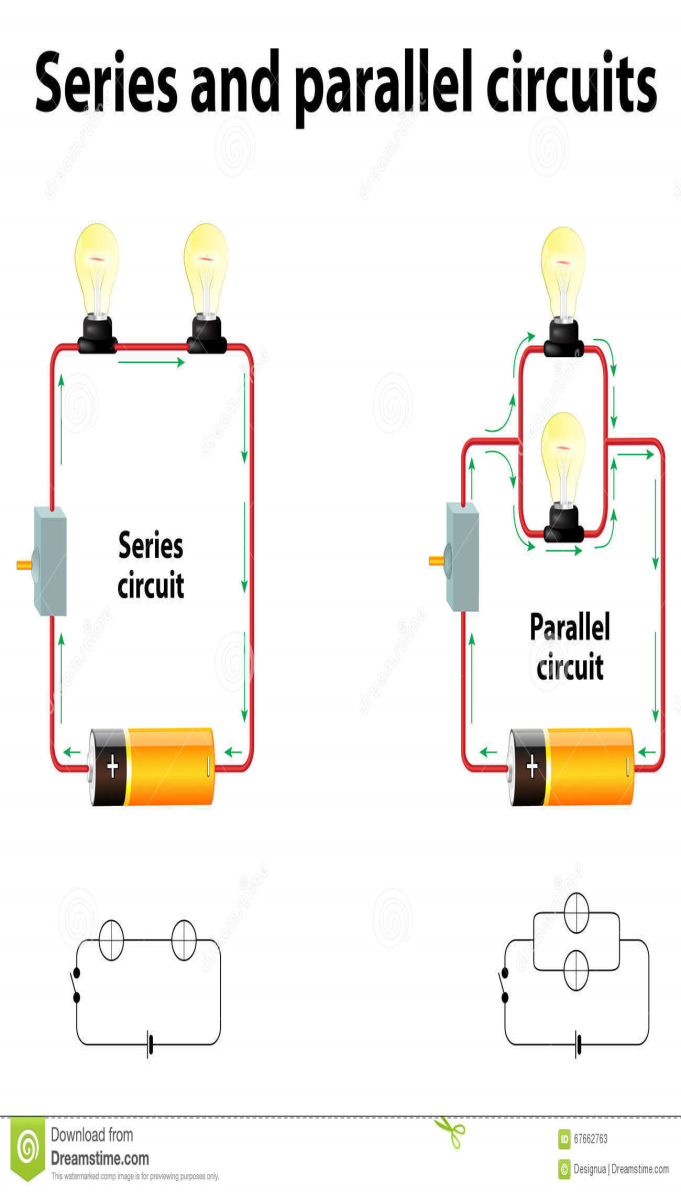 Series and parallel circuits
Series
circuit
Parallel
circuit
+
+
Download from
Dreamstime.com
This watermarked comp image is for previewing purposes only.
ID 67662763
© Designua | Dreamstime.com